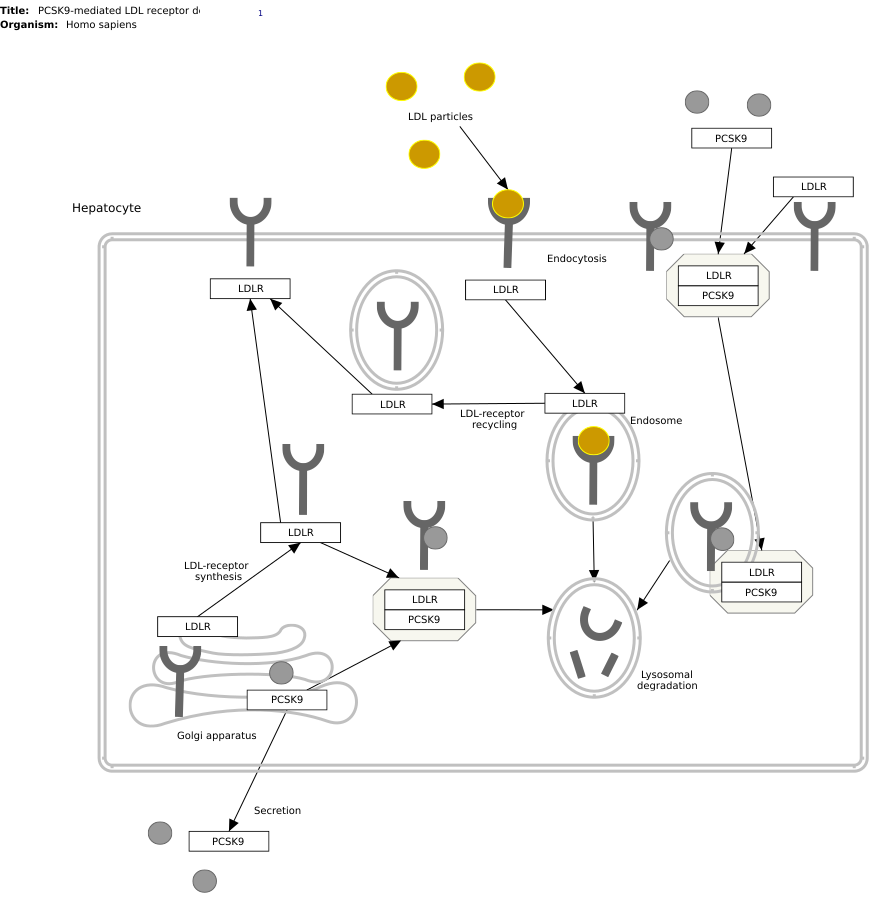 Title: PCSK9-mediated LDL receptor
1
Organism: Homo sapiens
LDL particles
PCSK9
LDLR
Hepatocyte
Endocytosis
LDLR
PCSK9
LDLR
LDLR
LDLR
LDLR
LDL-receptor
recycling
Endosome
LDLR
LDL-receptor
synthesis
LDLR
PCSK9
LDLR
PCSK9
LDLR
PCSK9
Lysosomal
degradation
Golgi apparatus
Secretion
PCSK9